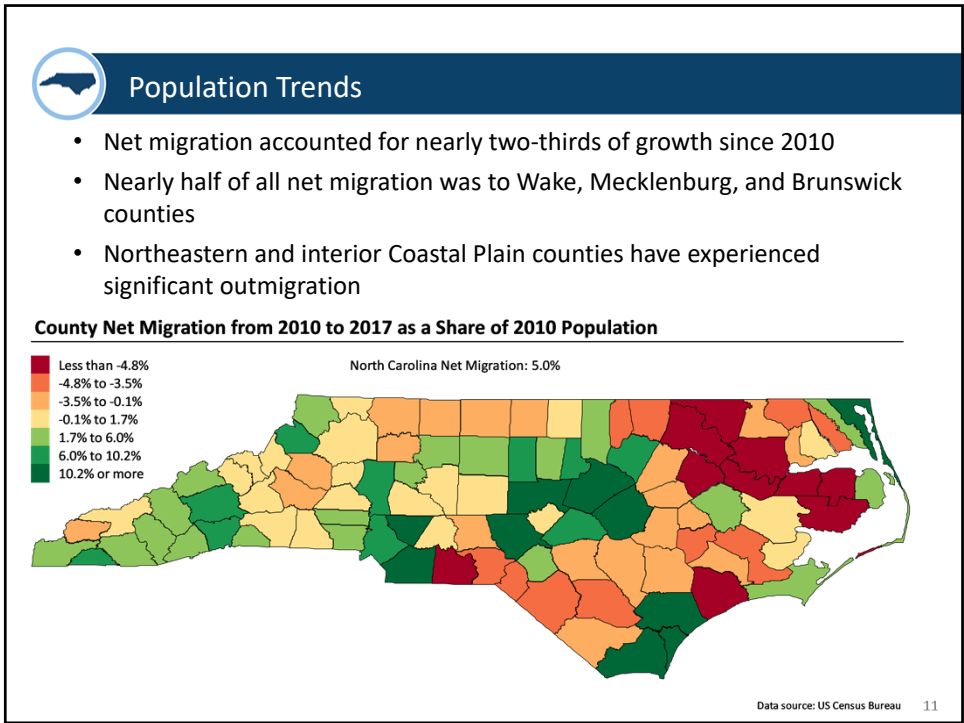 Population Trends
• Net migration accounted for nearly two-thirds of growth since 2010
• Nearly half of all net migration was to Wake, Mecklenburg, and Brunswick
counties
• Northeastern and interior Coastal Plain counties have experienced
significant outmigration
County Net Migration from 2010 to 2017 as a Share of 2010 Population
North Carolina Net Migration: 5.0%
Less than -4.8%
-4.8% to -3.5%
-3.5% to -0.1%
-0.1% to 1.7%
1.7% to 6.0%
6.0% to 10.2%
10.2% or more
Data source: US Census Bureau 11